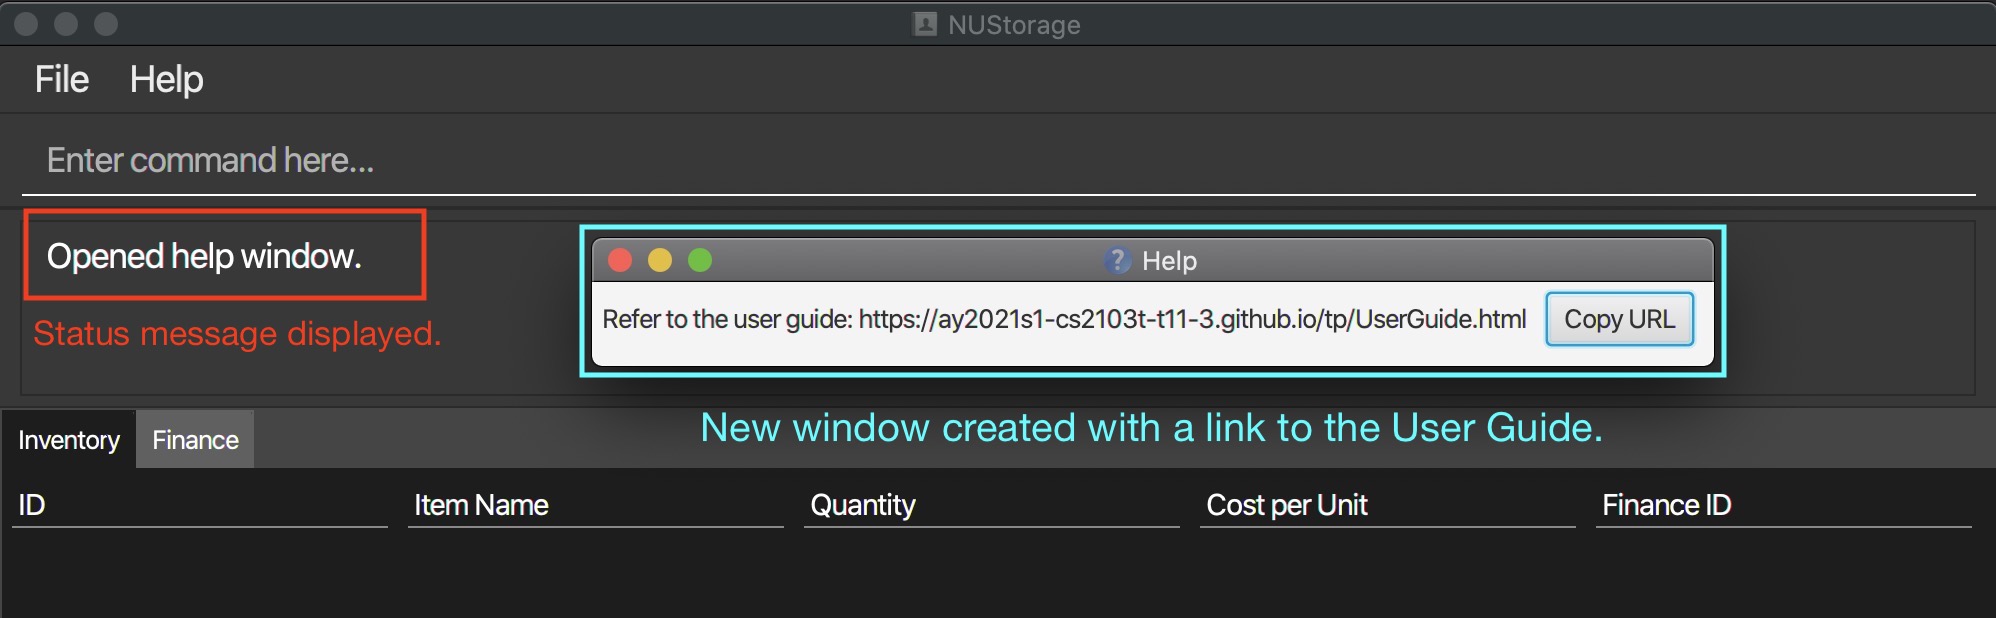 NUStorage
File Help
Enter command here...
Opened help window.
Status message displayed.
? Help
Refer to the user guide: https://ay2021s1-cs2103t-t11-3.github.io/tp/UserGuide.html Copy URL
New window created with a link to the User Guide.
Inventory Finance
ID Item Name Quantity Cost per Unit Finance ID